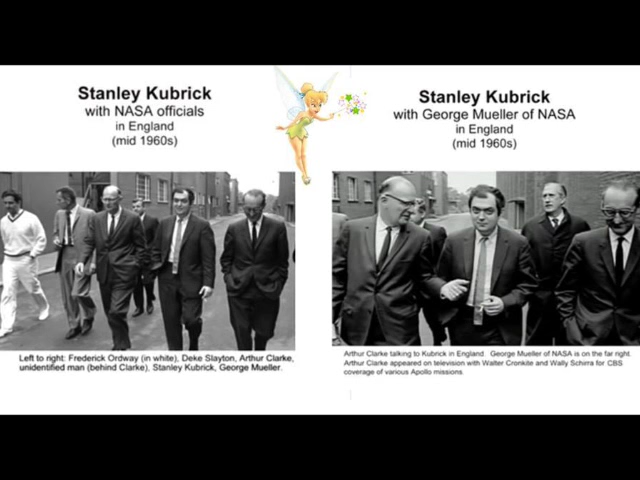 Stanley Kubrick
with NASA officials
in England
(mid 1960s)
Left to right: Frederick Ordway (in white), Deke Slayton, Arthur Clarke,
unidentified man (behind Clarke), Stanley Kubrick, George Mueller.
Stanley Kubrick
with George Mueller of NASA
in England
(mid 1960s)
Arthur Clarke talking to Kubrick in England. George Mueller of NASA is on the far right.
Arthur Clarke appeared on television with Walter Cronkite and Wally Schirra for CBS
coverage of various Apollo missions.